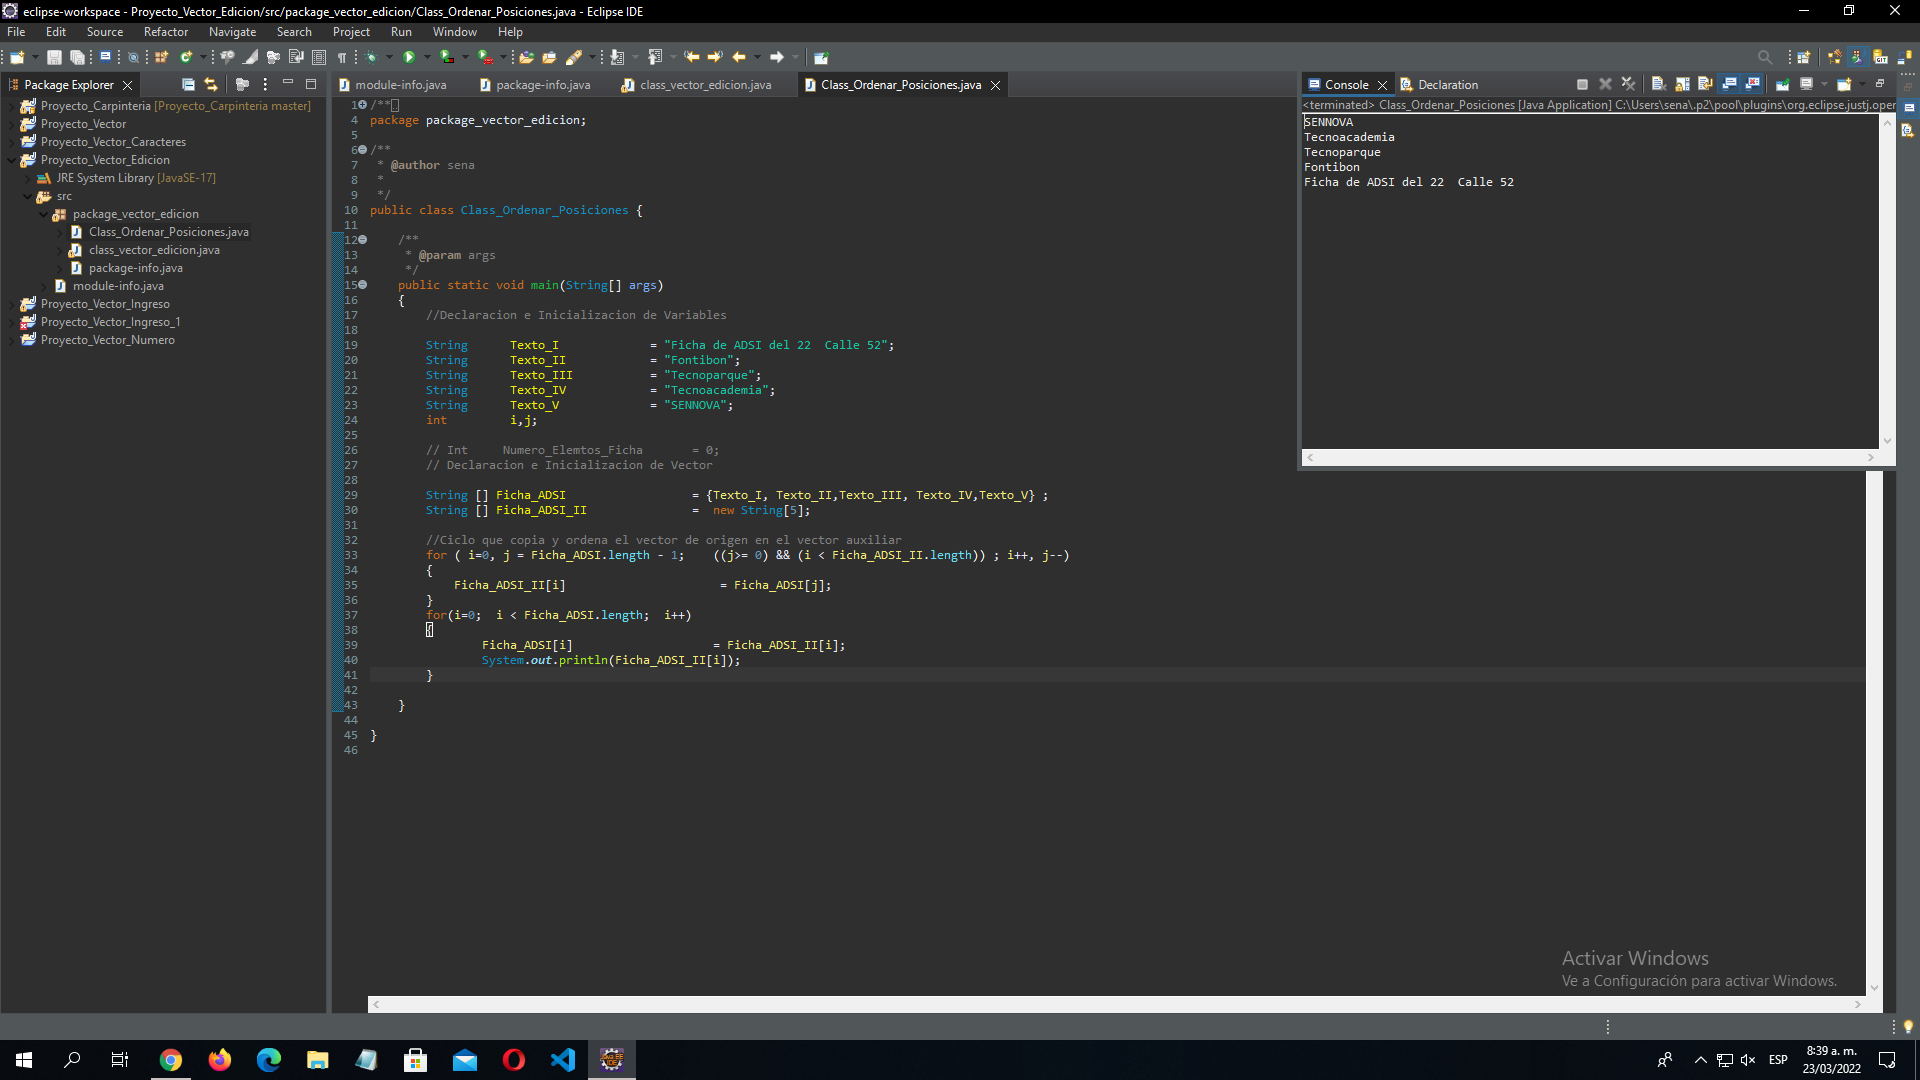 eclipse-workspace - Proyecto_Vector_Edicion/src/package_vector_edicion/Class_Ordenar_Posiciones.java - Eclipse IDE
File Edit Source Refactor Navigate Search Project Run Window Help
Package Explorer
Proyecto_Carpinteria [Proyecto_Carpinteria master]
Proyecto_Vector
Proyecto_Vector_Caracteres
Proyecto_Vector_Edicion
JRE System Library [JavaSE-17]
src
package_vector_edicion
Class_Ordenar_Posiciones.java
class_vector_edicion.java
package-info.java
module-info.java
Proyecto_Vector_Ingreso
Proyecto_Vector_Ingreso_1
Proyecto_Vector_Numero
module-info.java package-info.java class_vector_edicion.java Class_Ordenar_Posiciones.java
1 /**
4 package package_vector_edicion;
5
6 /**
7  * @author sena
8  *
9  */
10 public class Class_Ordenar_Posiciones {
11
12     /**
13      * @param args
14      */
15     public static void main(String[] args)
16     {
17         //Declaracion e Inicializacion de Variables
18
19         String      Texto_I             = "Ficha de ADSI del 22  Calle 52";
20         String      Texto_II            = "Fontibon";
21         String      Texto_III           = "Tecnoparque";
22         String      Texto_IV            = "Tecnoacademia";
23         String      Texto_V             = "SENNOVA";
24         int         i,j;
25
26         // Int     Numero_Elemtos_Ficha       = 0;
27         // Declaracion e Inicializacion de Vector
28
29         String [] Ficha_ADSI                  = {Texto_I, Texto_II,Texto_III, Texto_IV,Texto_V} ;
30         String [] Ficha_ADSI_II               =  new String[5];
31
32         //Ciclo que copia y ordena el vector de origen en el vector auxiliar
33         for ( i=0, j = Ficha_ADSI.length - 1;    ((j>= 0) && (i < Ficha_ADSI_II.length)) ; i++, j--)
34         {
35             Ficha_ADSI_II[i]                      = Ficha_ADSI[j];
36         }
37         for(i=0;  i < Ficha_ADSI.length;  i++)
38         {
39                 Ficha_ADSI[i]                    = Ficha_ADSI_II[i];
40                 System.out.println(Ficha_ADSI_II[i]);
41         }
42
43     }
44
45 }
46
Console Declaration
<terminated> Class_Ordenar_Posiciones [Java Application] C:\Users\sena\.p2\pool\plugins\org.eclipse.justj.oper
SENNOVA
Tecnoacademia
Tecnoparque
Fontibon
Ficha de ADSI del 22  Calle 52
Activar Windows
Ve a Configuración para activar Windows.
ESP
8:39 a. m.
23/03/2022